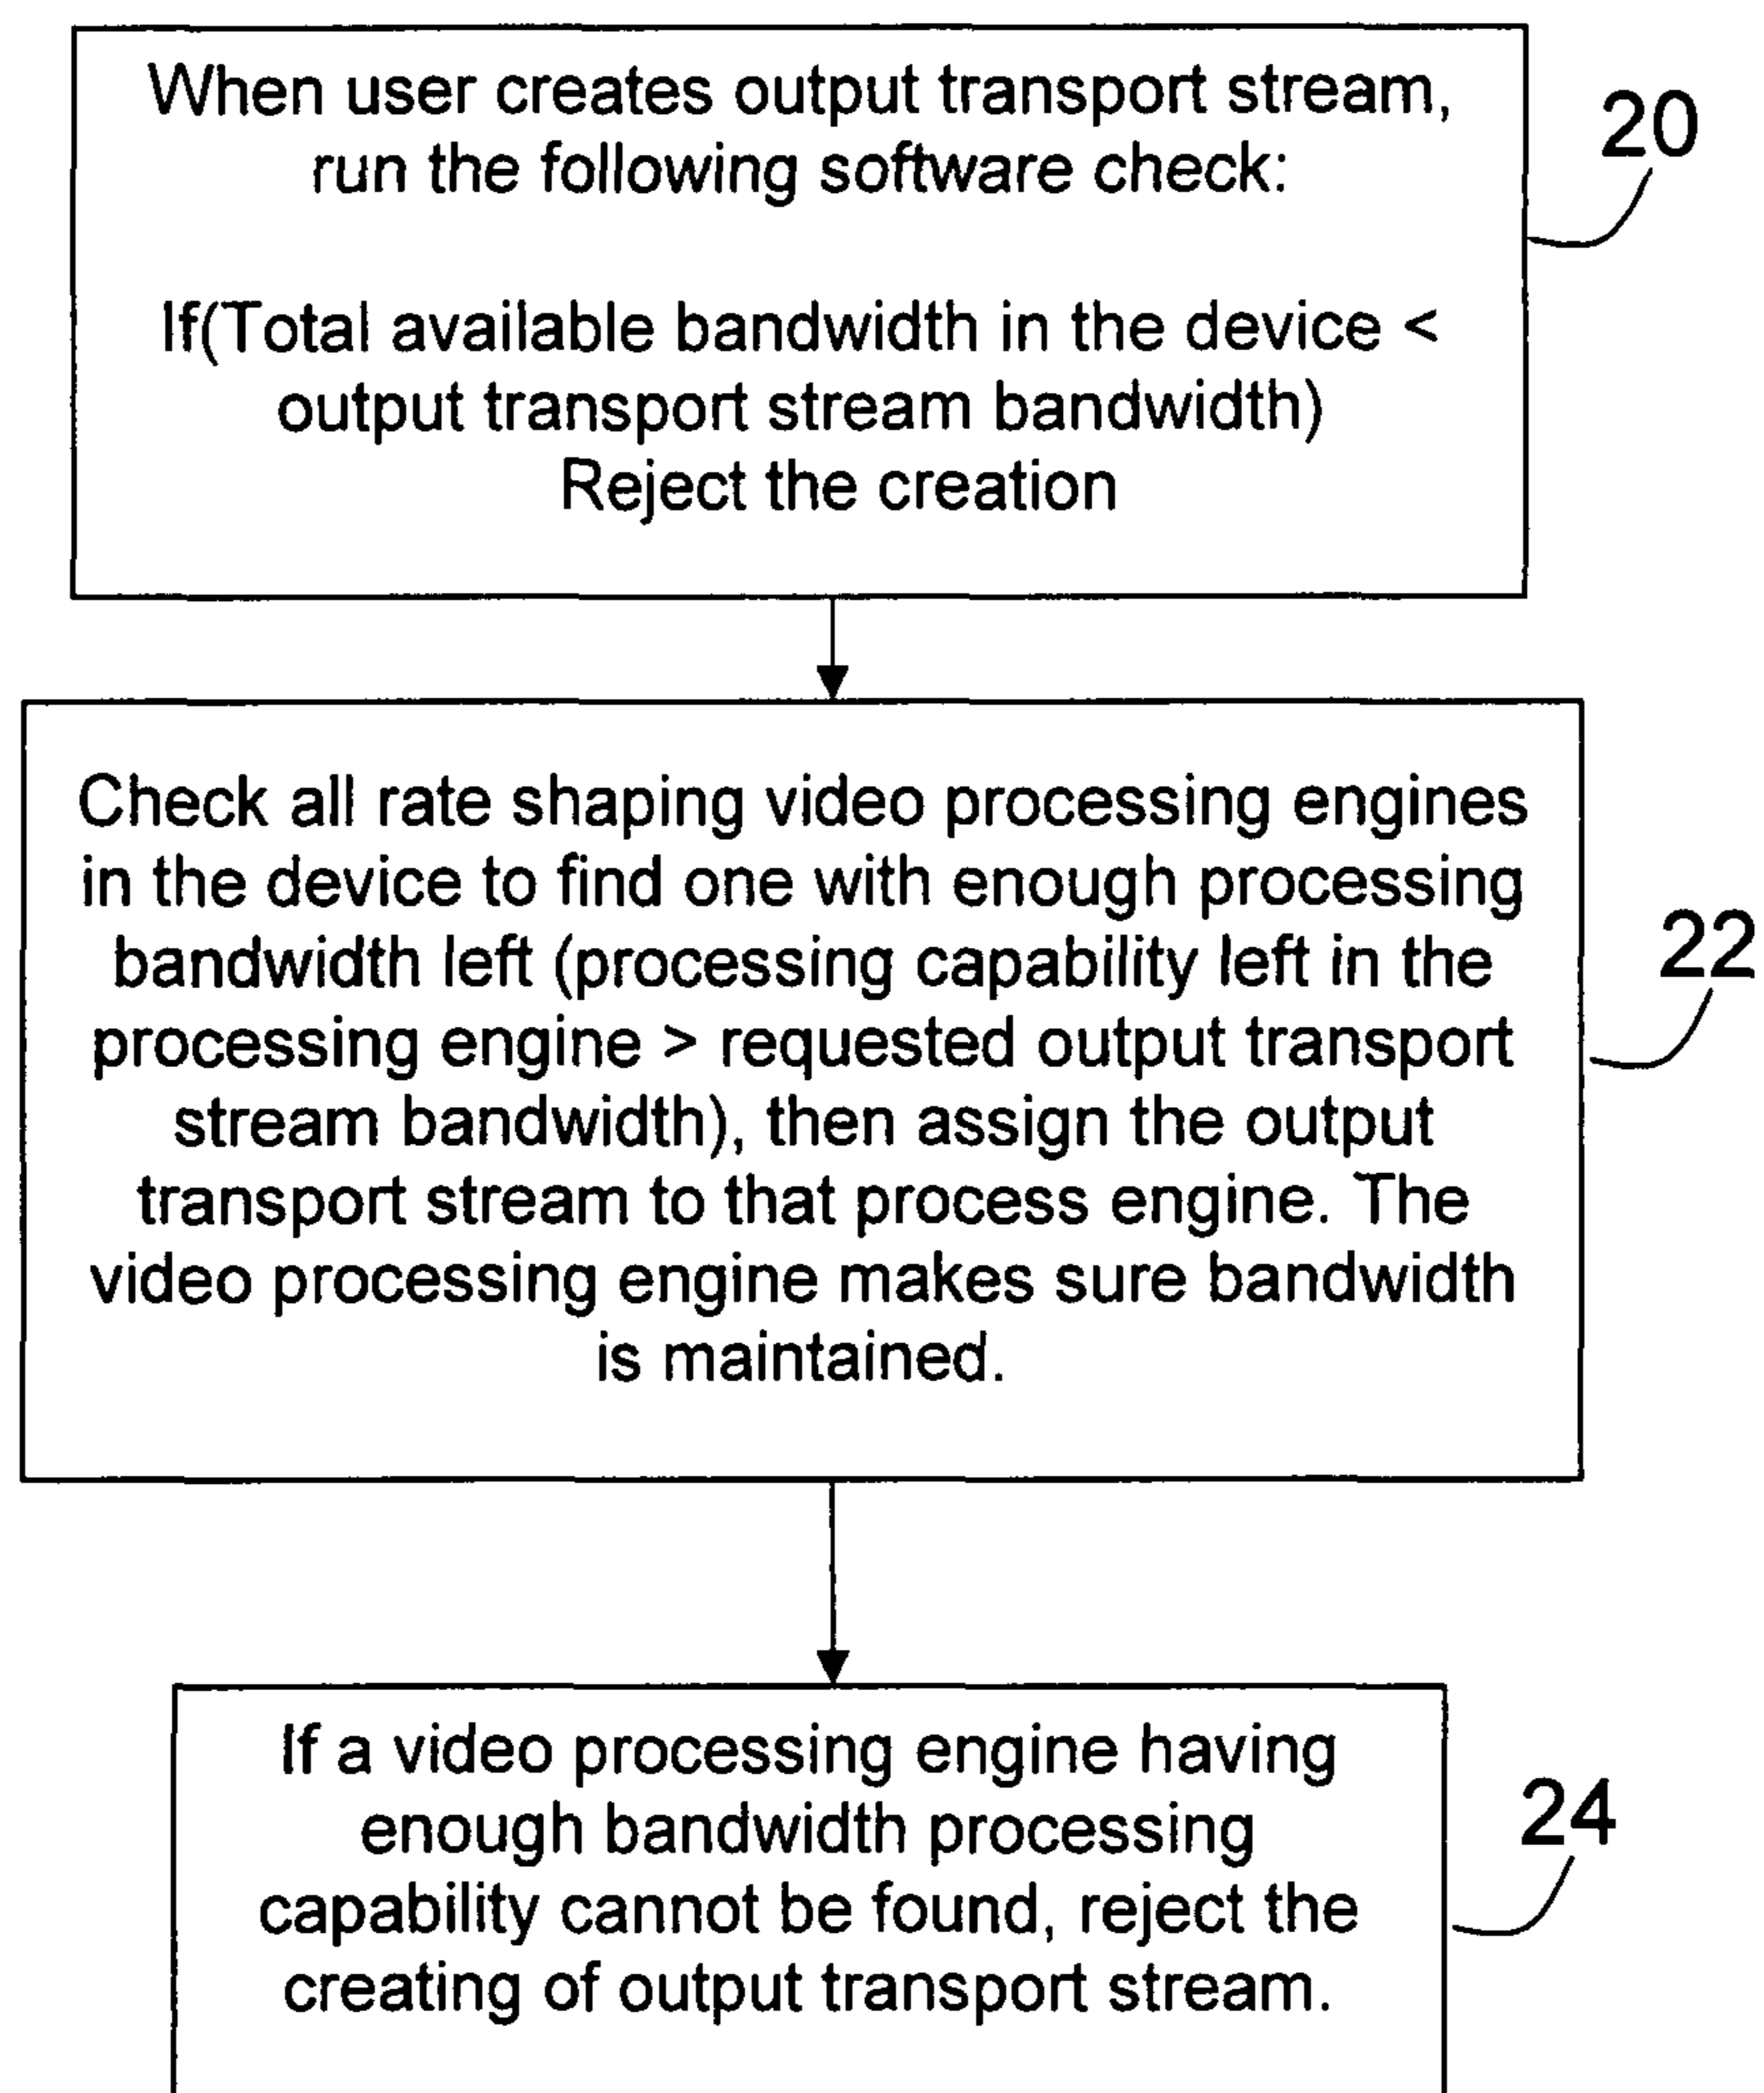 When user creates output transport stream,
run the following software check:
20
If(Total available bandwidth in the device <
output transport stream bandwidth)
Reject the creation
Check all rate shaping video processing engines
in the device to find one with enough processing
bandwidth left (processing capability left in the
22
processing engine > requested output transport
stream bandwidth), then assign the output
transport stream to that process engine. The
video processing engine makes sure bandwidth
is maintained.
If a video processing engine having
enough bandwidth processing
24
capability cannot be found, reject the
creating of output transport stream.